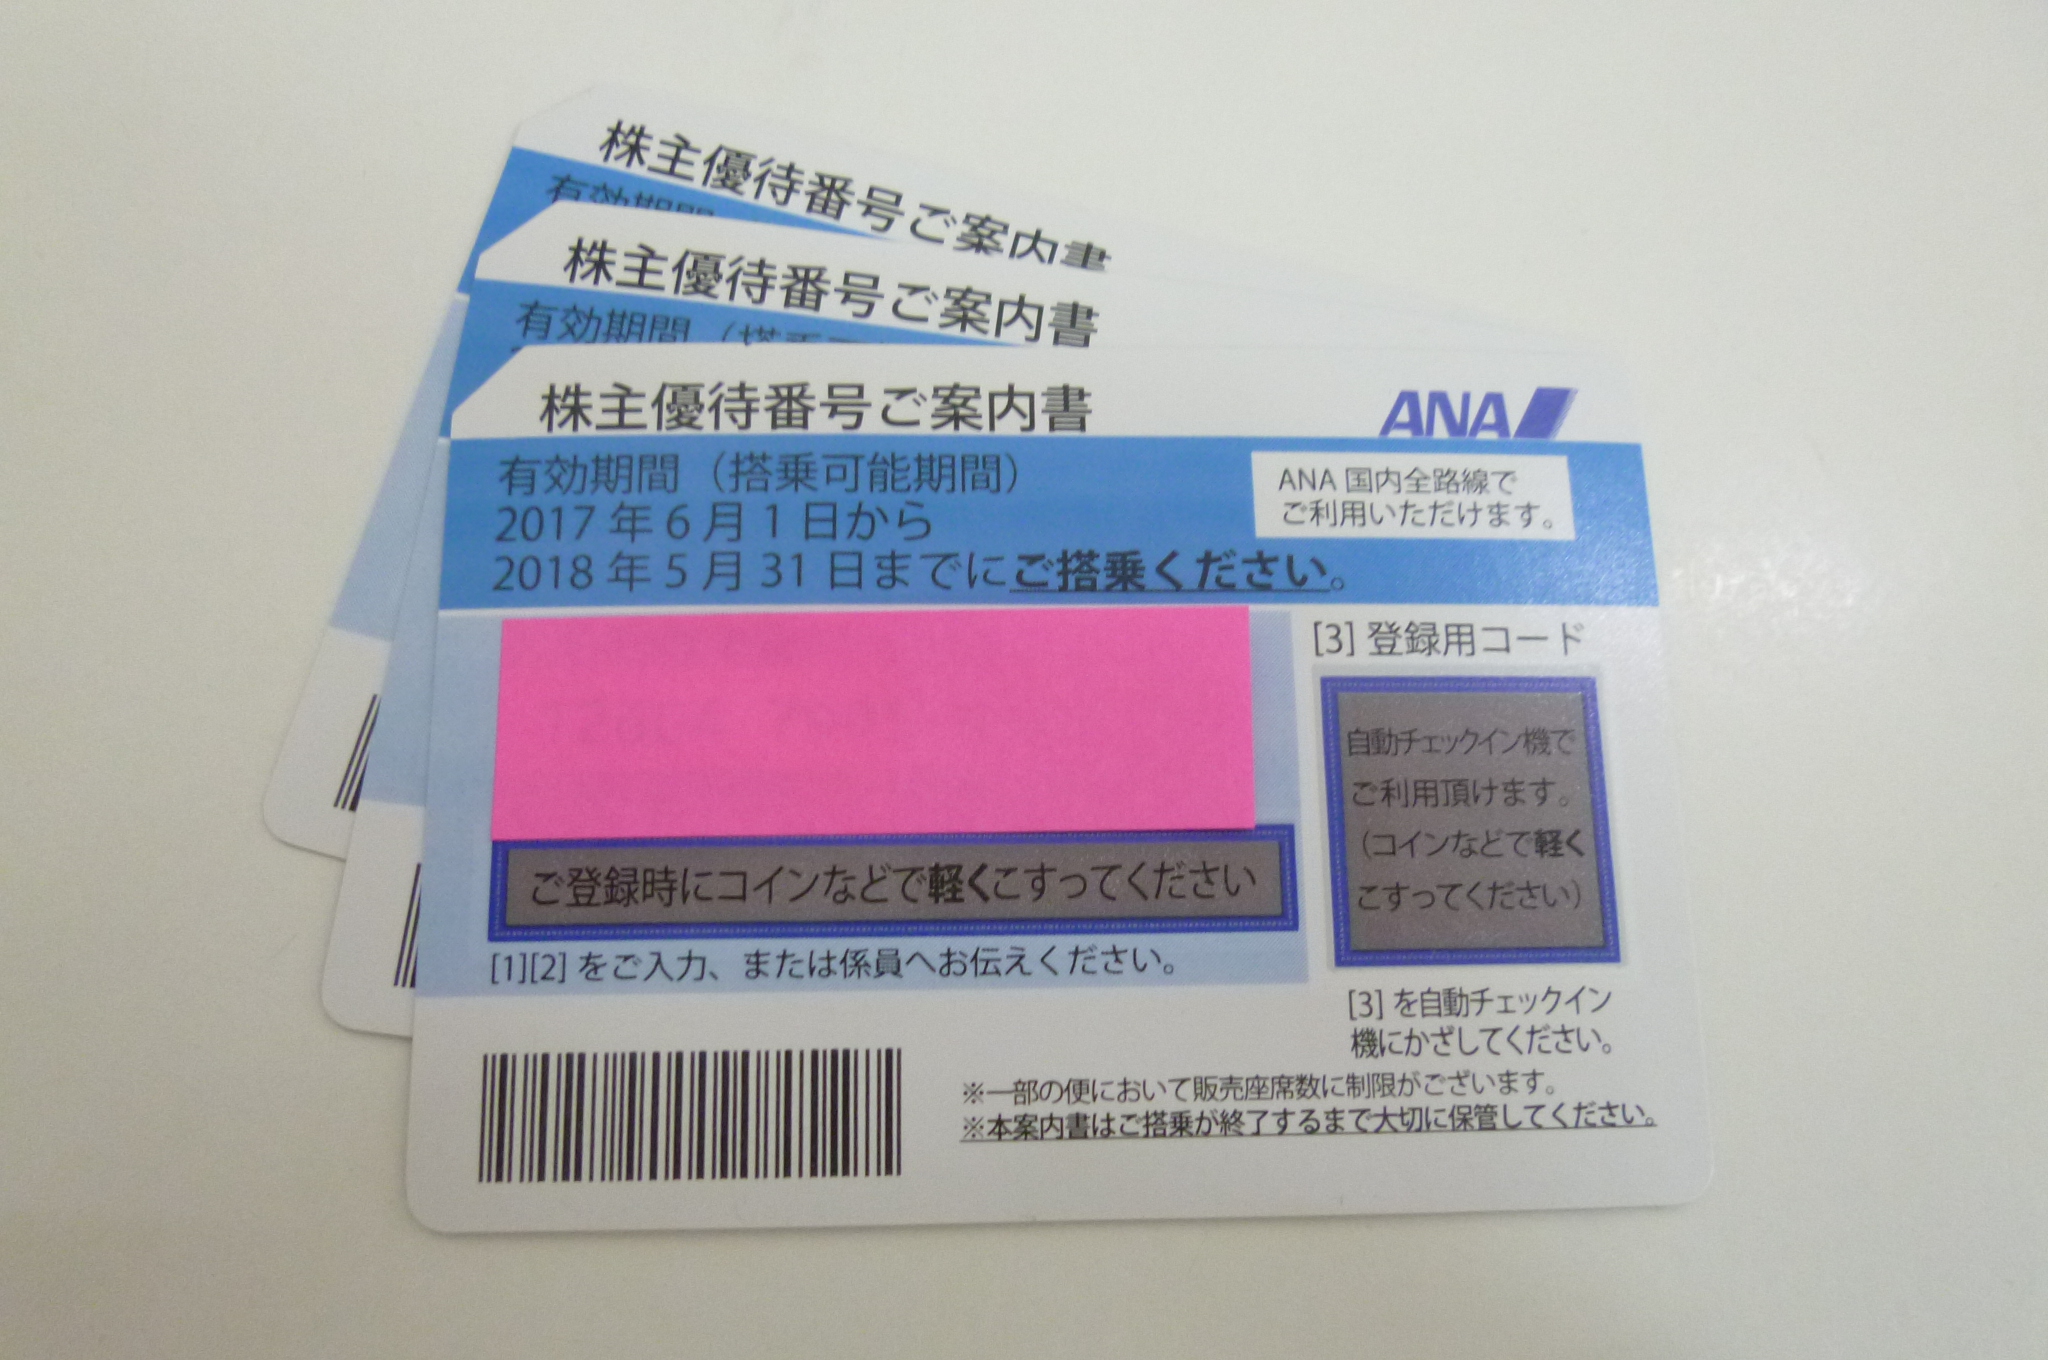 株主優待番号ご案内書
有効期間
株主優待番号ご案内書
有効期間（搭乗可
株主優待番号ご案内書
ANA
有効期間（搭乗可能期間）
2017年6月1日から
2018年5月31日までにご搭乗ください。
ANA 国内全路線で
ご利用いただけます。
[3] 登録用コード
自動チェックイン機で
ご利用頂けます。
（コインなどで軽く
こすってください）
ご登録時にコインなどで軽くこすってください
[1][2] をご入力、または係員へお伝えください。
[3] を自動チェックイン
機にかざしてください。
※一部の便において販売座席数に制限がございます。
※本案内書はご搭乗が終了するまで大切に保管してください。